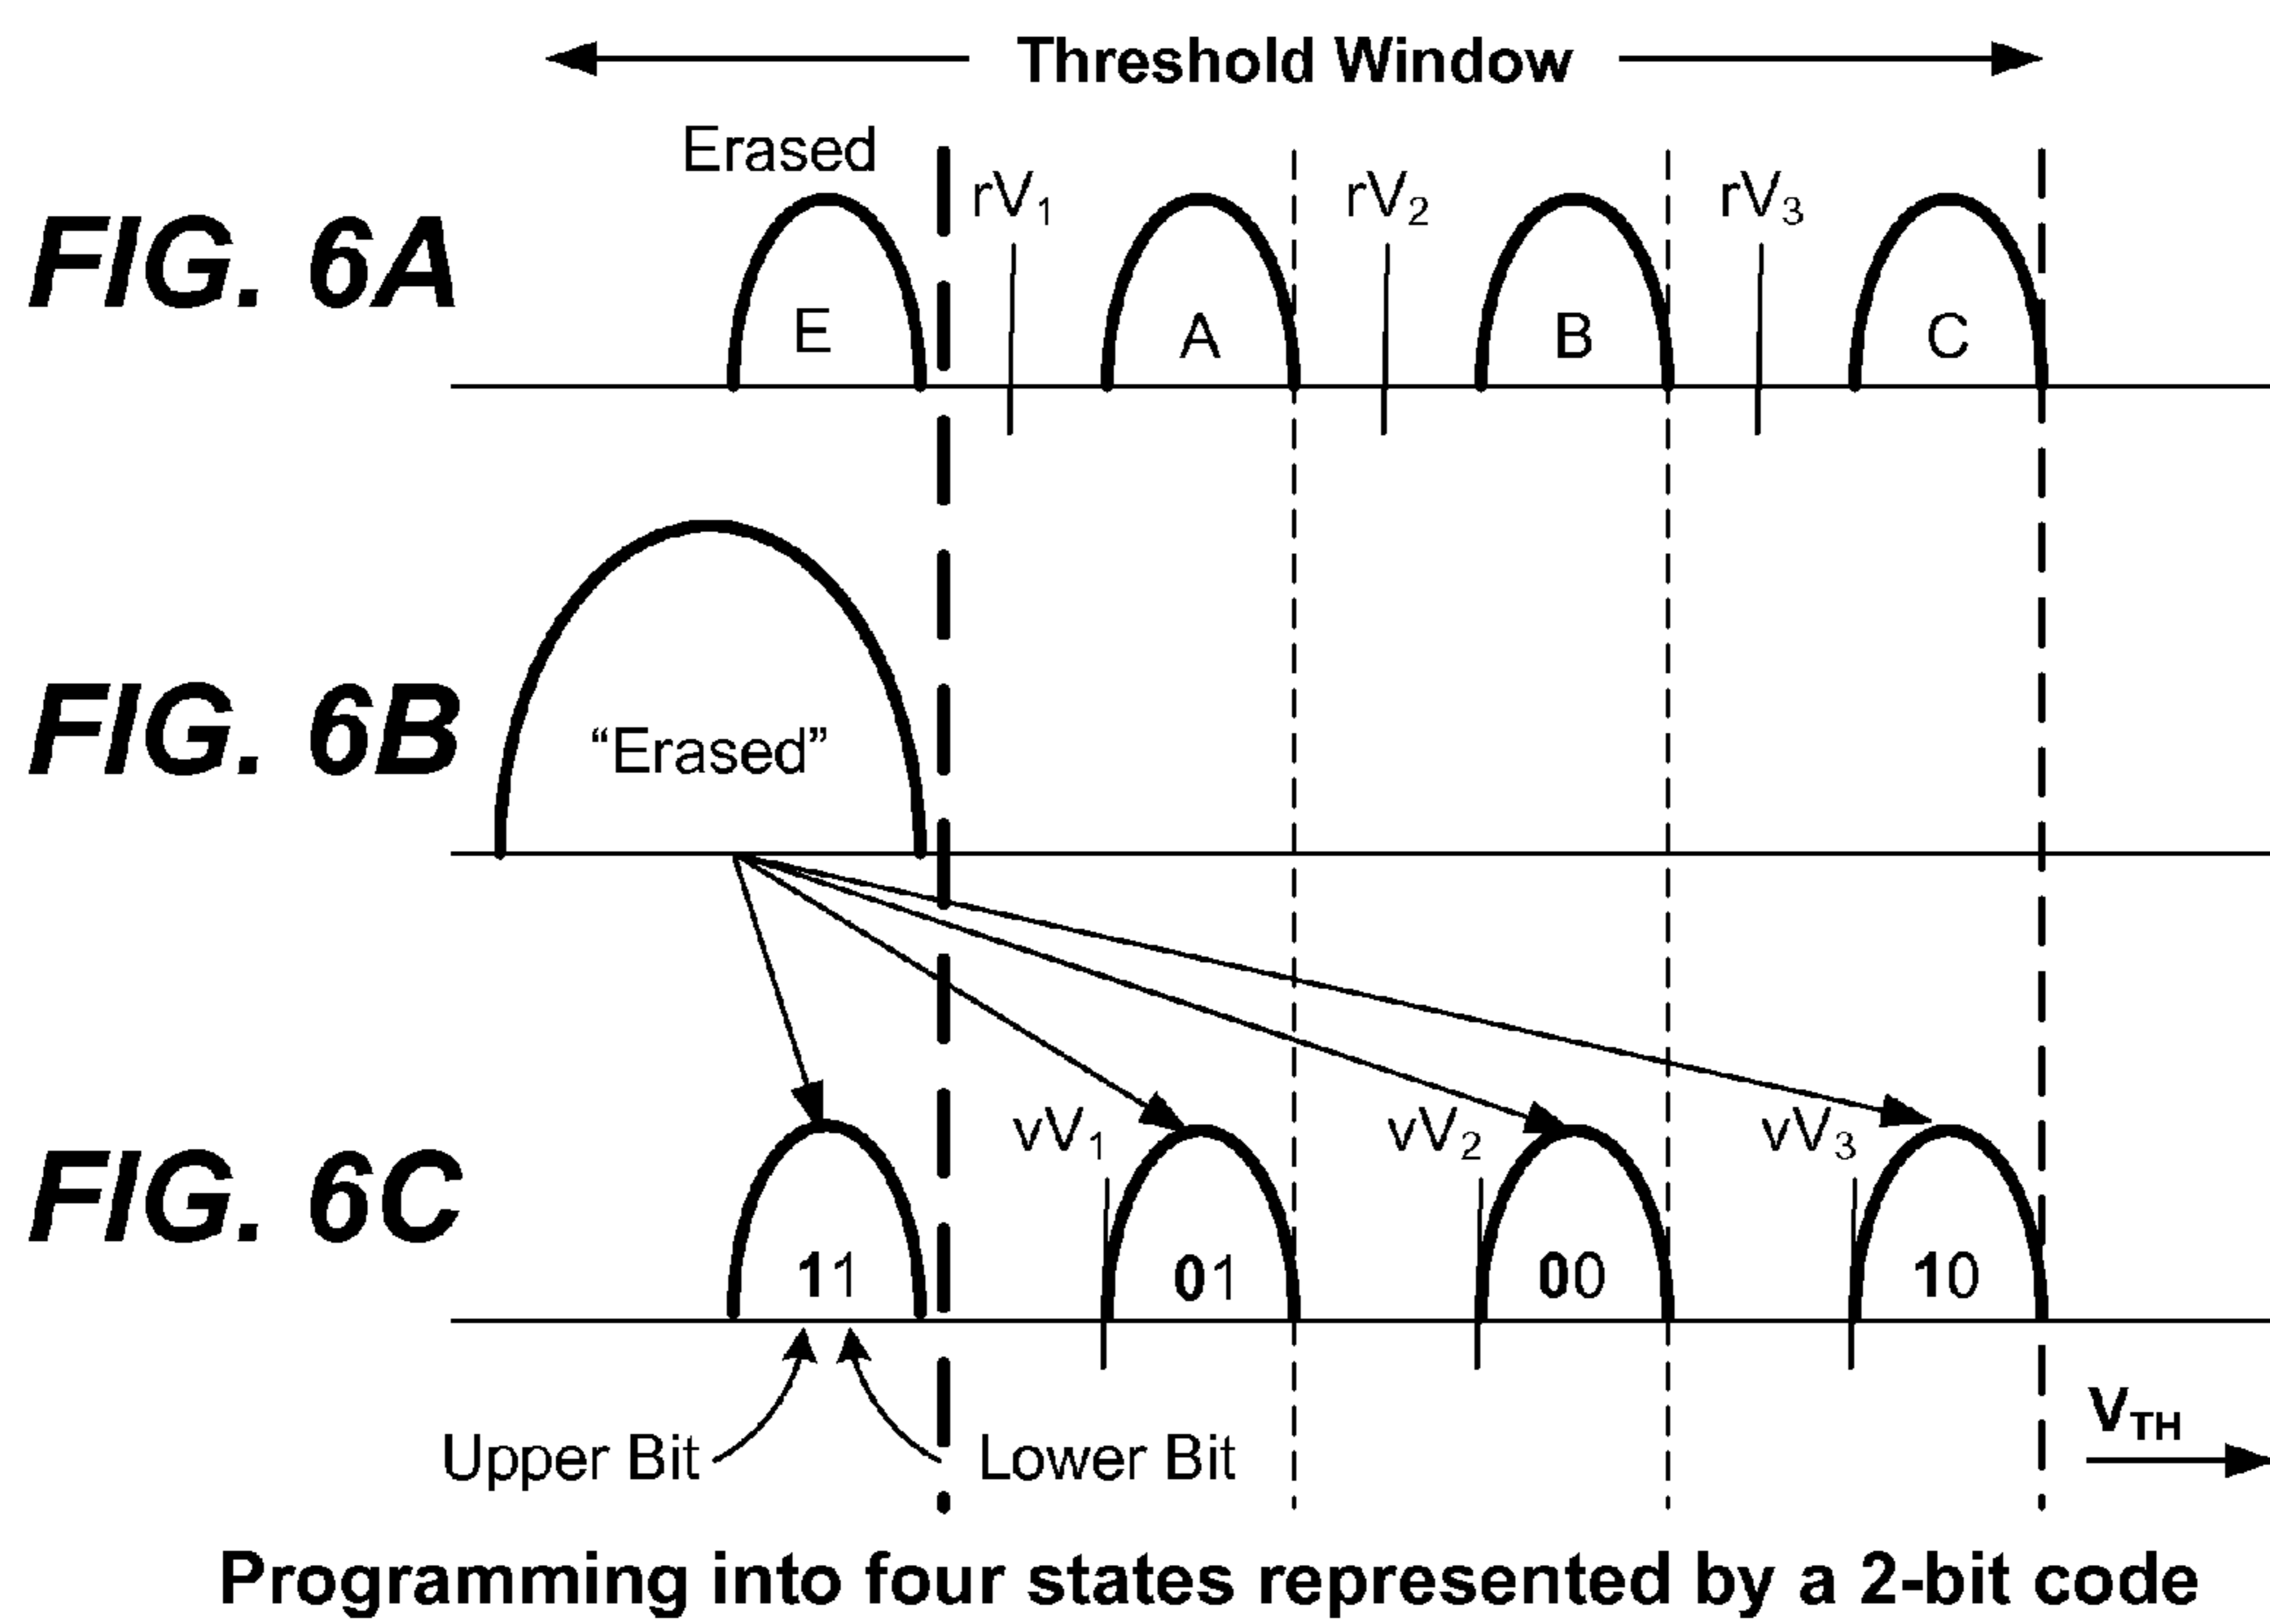 Threshold Window
Erased
rV1 rV2 rV3
FIG. 6A
E A B C
FIG. 6B
“Erased”
vV1 vV2 vV3
FIG. 6C
11 01 00 10
VTH
Upper Bit Lower Bit
Programming into four states represented by a 2-bit code